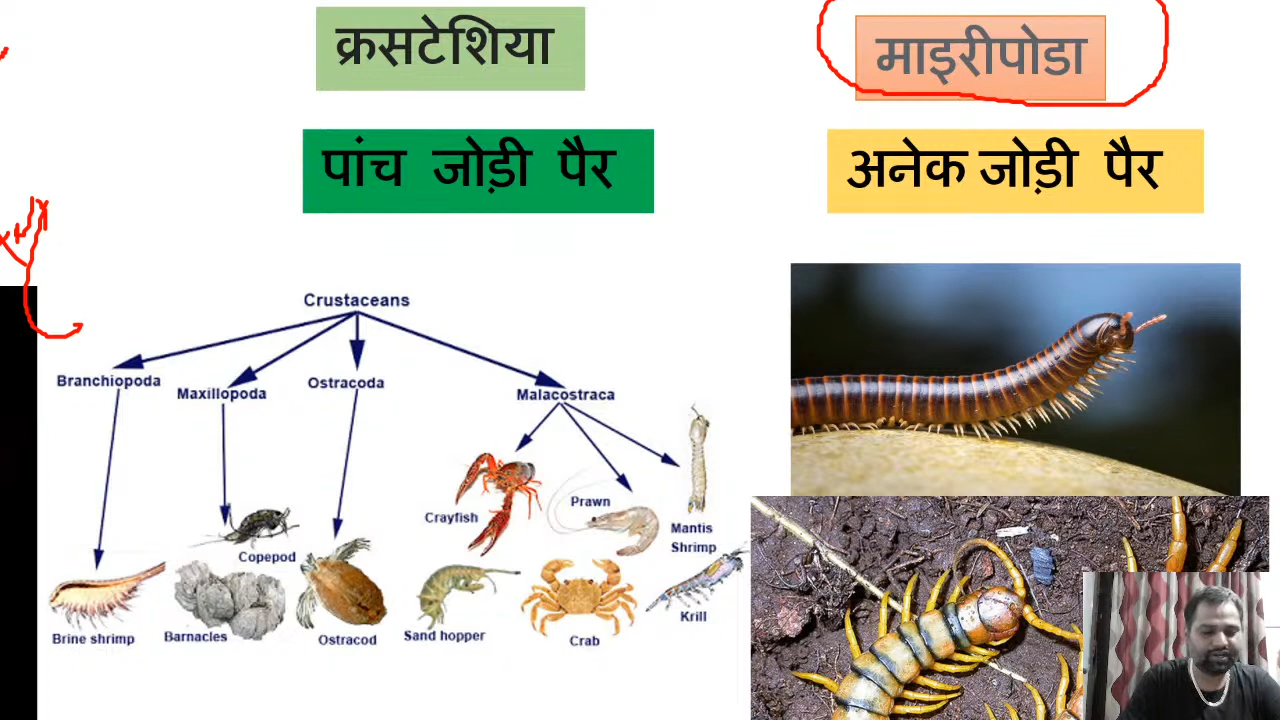 क्रसटेशिया
माइरीपोडा
पांच जोड़ी पैर
अनेक जोड़ी पैर
Crustaceans
Branchiopoda
Maxillopoda
Ostracoda
Malacostraca
Crayfish
Prawn
Mantis
Shrimp
Copepod
Brine shrimp
Barnacles
Ostracod
Sand hopper
Crab
Krill